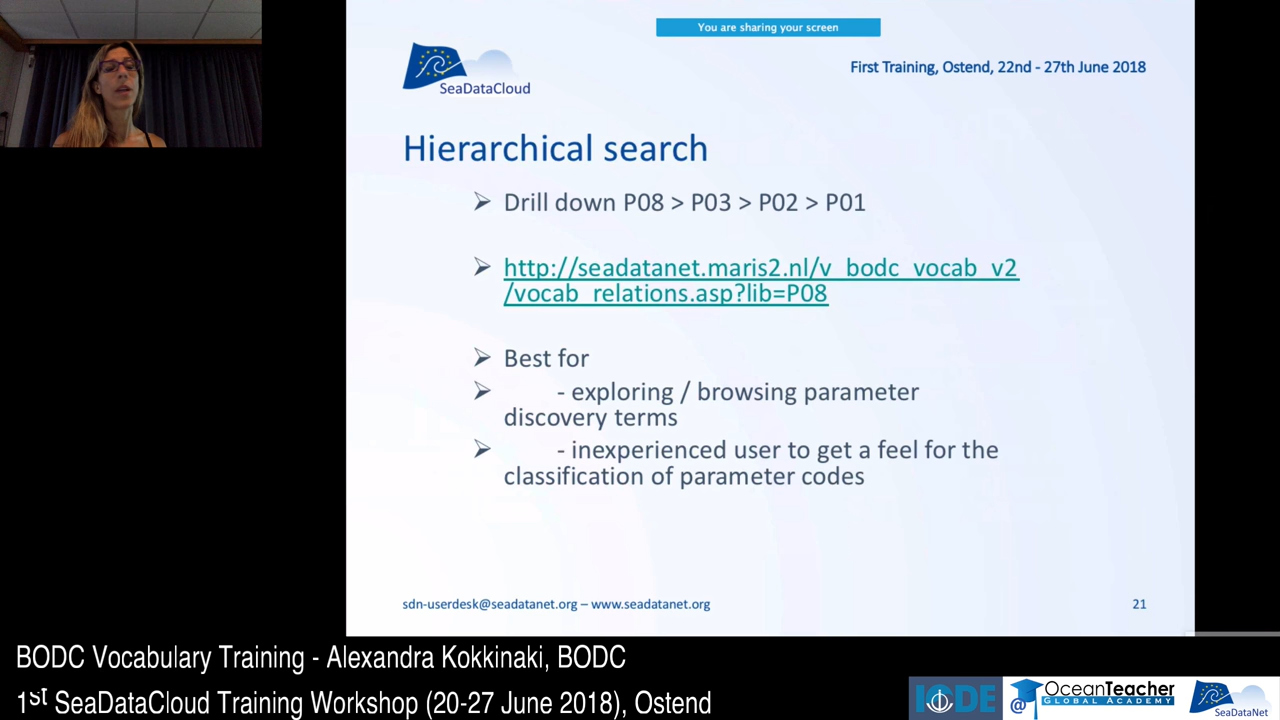 You are sharing your screen
SeaDataCloud
First Training, Ostend, 22nd - 27th June 2018
Hierarchical search
➢ Drill down P08 > P03 > P02 > P01
➢ http://seadatanet.maris2.nl/v_bodc_vocab_v2
/vocab_relations.asp?lib=P08
➢ Best for
➢ - exploring / browsing parameter
discovery terms
➢ - inexperienced user to get a feel for the
classification of parameter codes
sdn-userdesk@seadatanet.org – www.seadatanet.org
21
BODC Vocabulary Training - Alexandra Kokkinaki, BODC
1st SeaDataCloud Training Workshop (20-27 June 2018), Ostend
IODE
@ OceanTeacher
GLOBAL ACADEMY
SeaDataNet